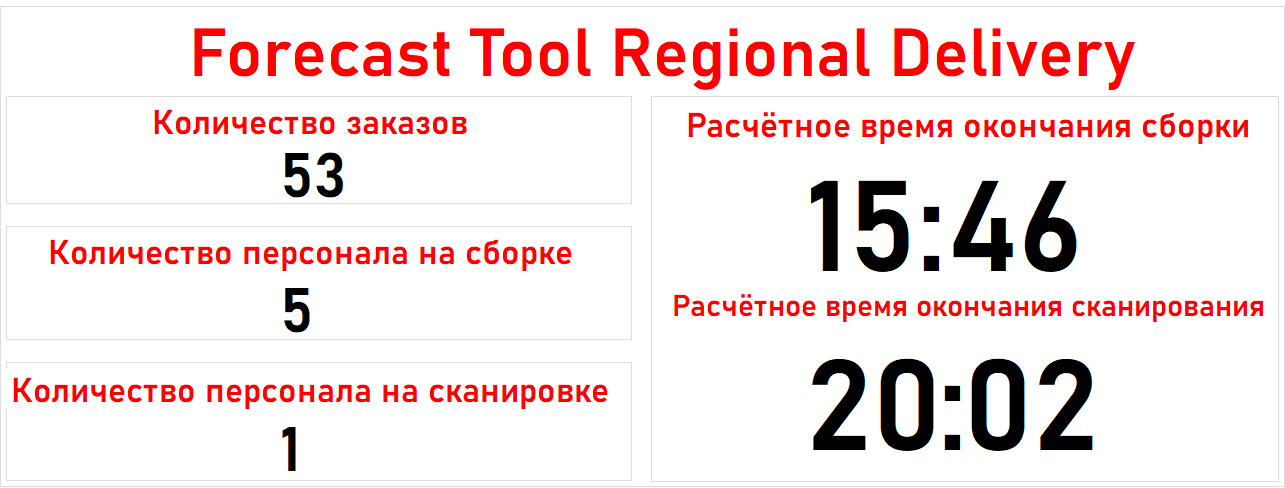 Forecast Tool Regional Delivery
Количество заказов
53
Количество персонала на сборке
5
Количество персонала на сканировке
1
Расчётное время окончания сборки
15:46
Расчётное время окончания сканирования
20:02